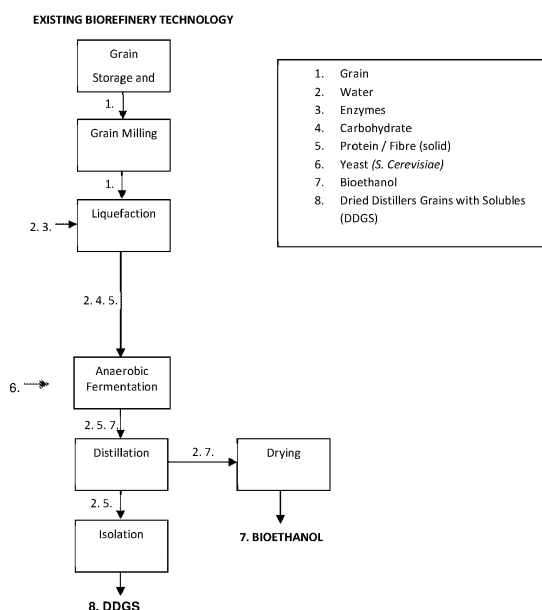 EXISTING BIOREFINERY TECHNOLOGY
Grain
Storage and
1.
Grain Milling
1.
Liquefaction
2. 3.
2. 4. 5.
Anaerobic
Fermentation
6.
2. 5. 7.
Distillation
2. 7.
Drying
2. 5.
7. BIOETHANOL
Isolation
8. DDGS
1. Grain
2. Water
3. Enzymes
4. Carbohydrate
5. Protein / Fibre (solid)
6. Yeast (S. Cerevisiae)
7. Bioethanol
8. Dried Distillers Grains with Solubles
(DDGS)